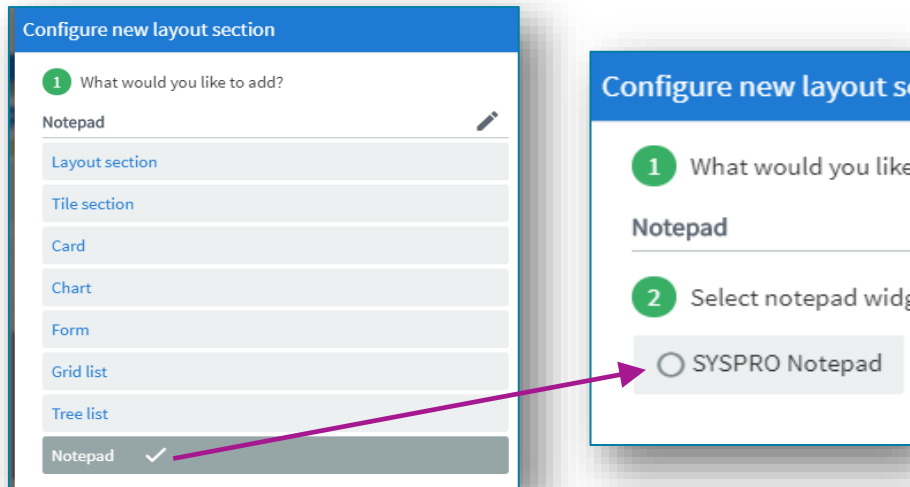 Configure new layout section
1 What would you like to add?
Notepad
Layout section
Tile section
Card
Chart
Form
Grid list
Tree list
Notepad
Configure new layout
1 What would you like
Notepad
2 Select notepad
SYSPRO Notepad